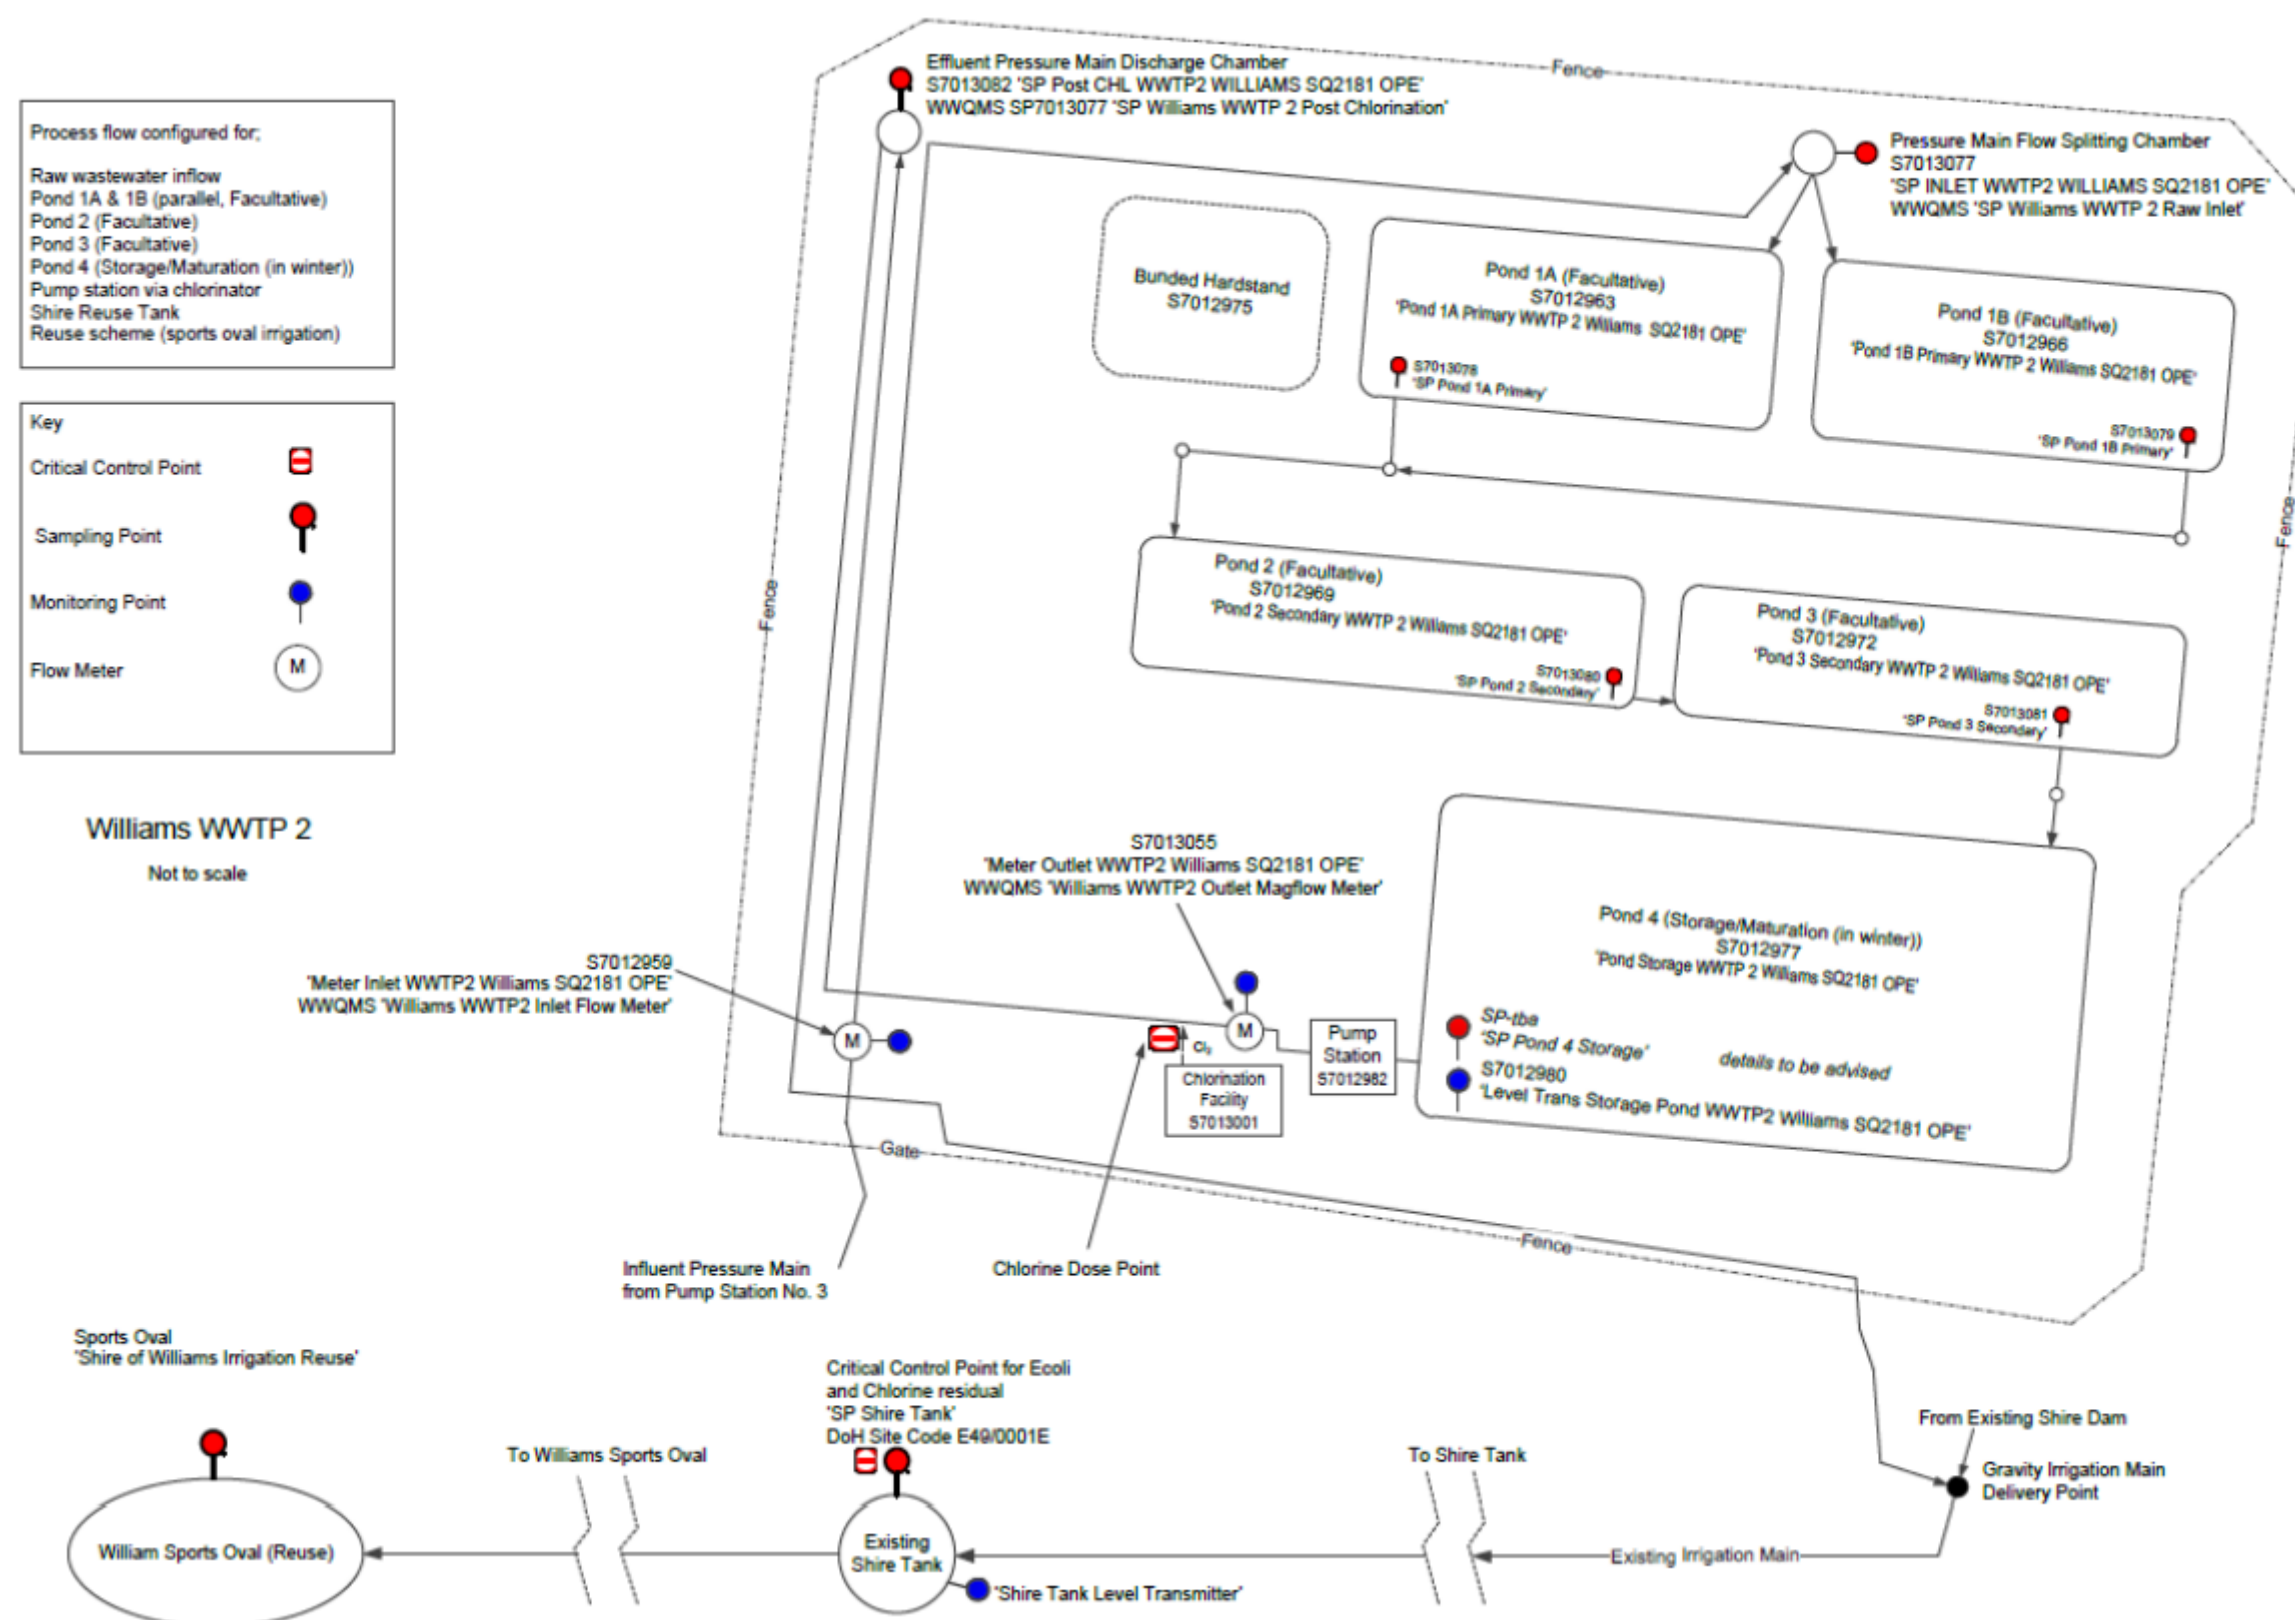 Process flow configured for;
Raw wastewater inflow
Pond 1A & 1B (parallel, Facultative)
Pond 2 (Facultative)
Pond 3 (Facultative)
Pond 4 (Storage/Maturation (in winter))
Pump station via chlorinator
Shire Reuse Tank
Reuse scheme (sports oval irrigation)
Key
Critical Control Point
Sampling Point
Monitoring Point
Flow Meter
M
Williams WWTP 2
Not to scale
Effluent Pressure Main Discharge Chamber
S7013082 'SP Post CHL WWTP2 WILLIAMS SQ2181 OPE'
WWQMS SP7013077 'SP Williams WWTP 2 Post Chlorination'
Fence
Pressure Main Flow Splitting Chamber
S7013077
'SP INLET WWTP2 WILLIAMS SQ2181 OPE'
WWQMS 'SP Williams WWTP 2 Raw Inlet'
Bunded Hardstand
S7012975
Pond 1A (Facultative)
S7012963
'Pond 1A Primary WWTP 2 Williams SQ2181 OPE'
S7013078
'SP Pond 1A Primary'
Pond 1B (Facultative)
S7012966
'Pond 1B Primary WWTP 2 Williams SQ2181 OPE'
S7013079
'SP Pond 1B Primary'
Fence
Fence
Pond 2 (Facultative)
S7012969
'Pond 2 Secondary WWTP 2 Williams SQ2181 OPE'
S7013080
'SP Pond 2 Secondary'
Pond 3 (Facultative)
S7012972
'Pond 3 Secondary WWTP 2 Williams SQ2181 OPE'
S7013081
'SP Pond 3 Secondary'
S7013055
'Meter Outlet WWTP2 Williams SQ2181 OPE'
WWQMS 'Williams WWTP2 Outlet Magflow Meter'
S7012959
'Meter Inlet WWTP2 Williams SQ2181 OPE'
WWQMS 'Williams WWTP2 Inlet Flow Meter'
M
M
Cl₂
Chlorination
Facility
S7013001
Pump
Station
S7012982
Pond 4 (Storage/Maturation (in winter))
S7012977
'Pond Storage WWTP 2 Williams SQ2181 OPE'
SP-tba
'SP Pond 4 Storage'
details to be advised
S7012980
'Level Trans Storage Pond WWTP2 Williams SQ2181 OPE'
Gate
Fence
Influent Pressure Main
from Pump Station No. 3
Chlorine Dose Point
Sports Oval
'Shire of Williams Irrigation Reuse'
William Sports Oval (Reuse)
To Williams Sports Oval
Critical Control Point for Ecoli
and Chlorine residual
'SP Shire Tank'
DoH Site Code E49/0001E
Existing
Shire Tank
'Shire Tank Level Transmitter'
To Shire Tank
Existing Irrigation Main
From Existing Shire Dam
Gravity Irrigation Main
Delivery Point